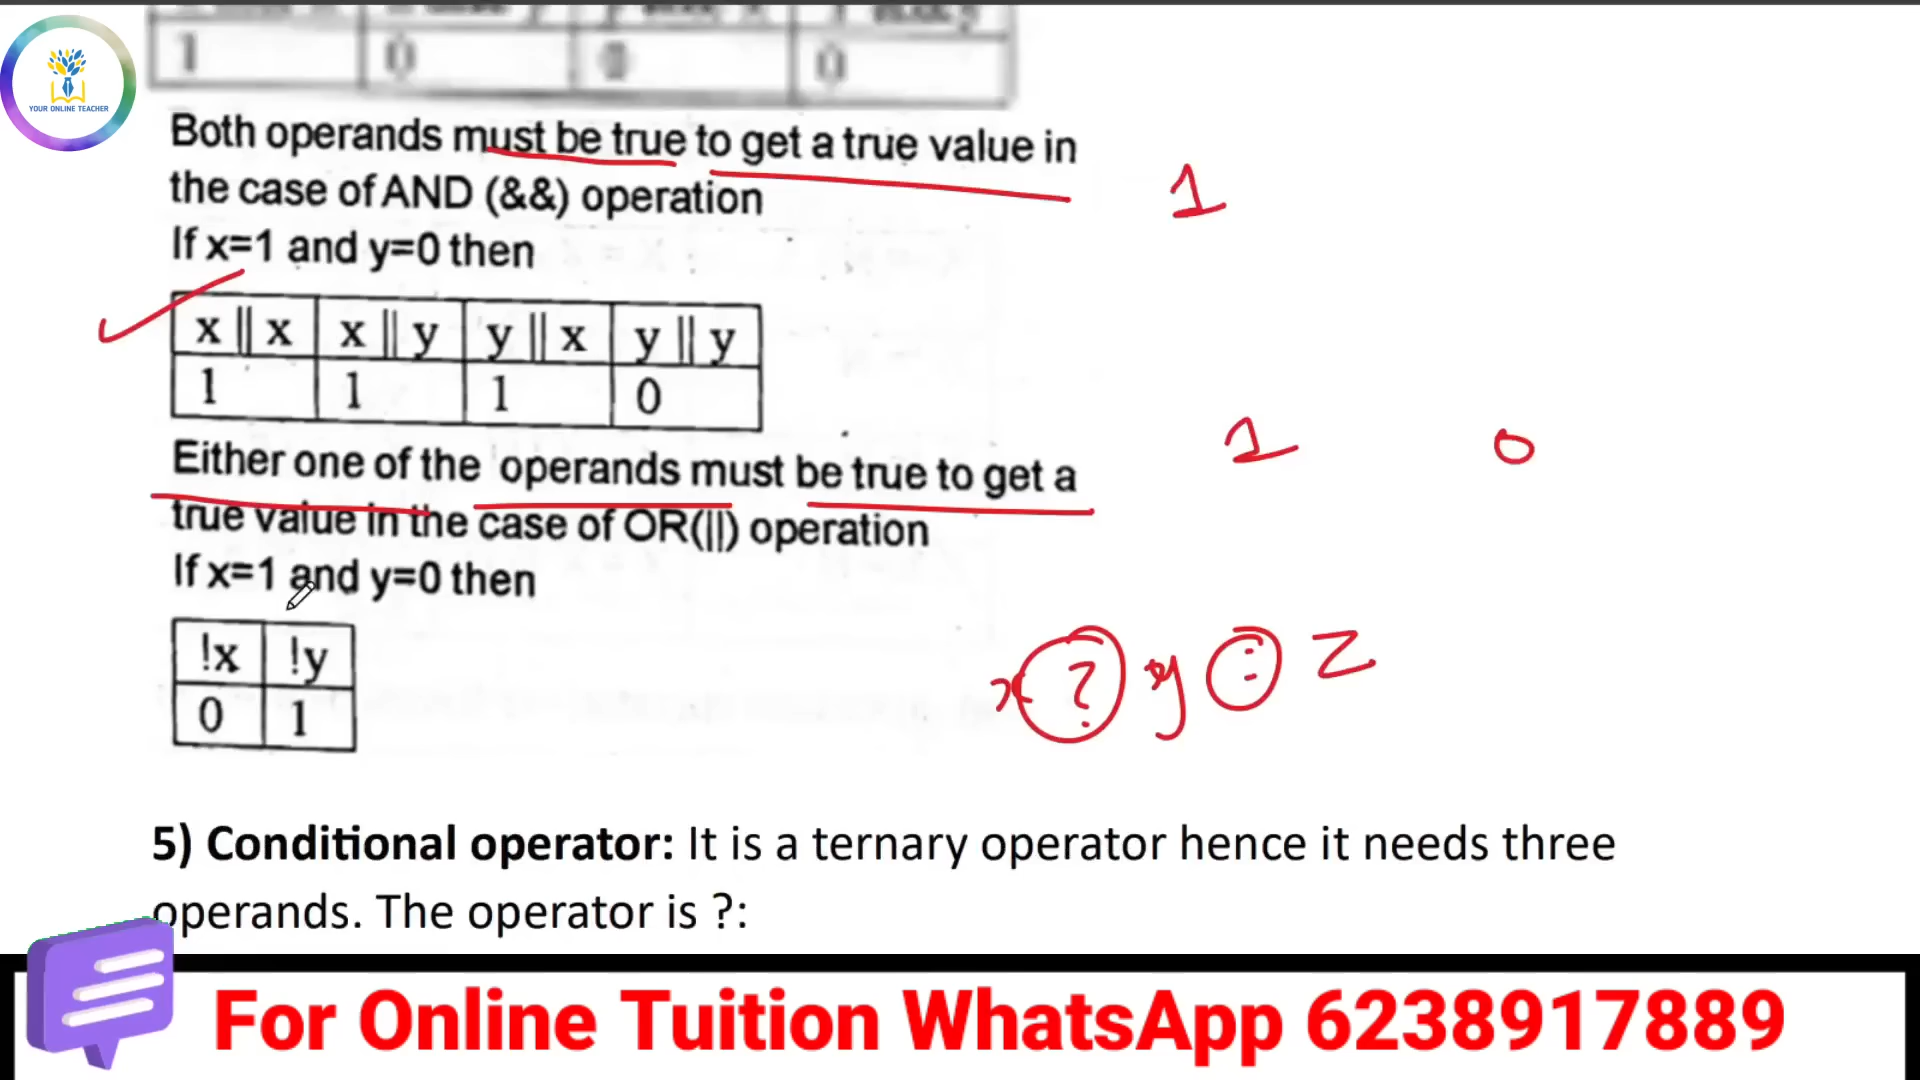 YOUR ONLINE TEACHER
1 0 0 0
Both operands must be true to get a true value in
the case of AND (&&) operation
1
If x=1 and y=0 then
x || x x || y y || x y || y
1 1 1 0
1 0
Either one of the operands must be true to get a
true value in the case of OR(||) operation
If x=1 and y=0 then
!x !y
0 1
x ? y : z
5) Conditional operator: It is a ternary operator hence it needs three
operands. The operator is ?:
For Online Tuition WhatsApp 6238917889